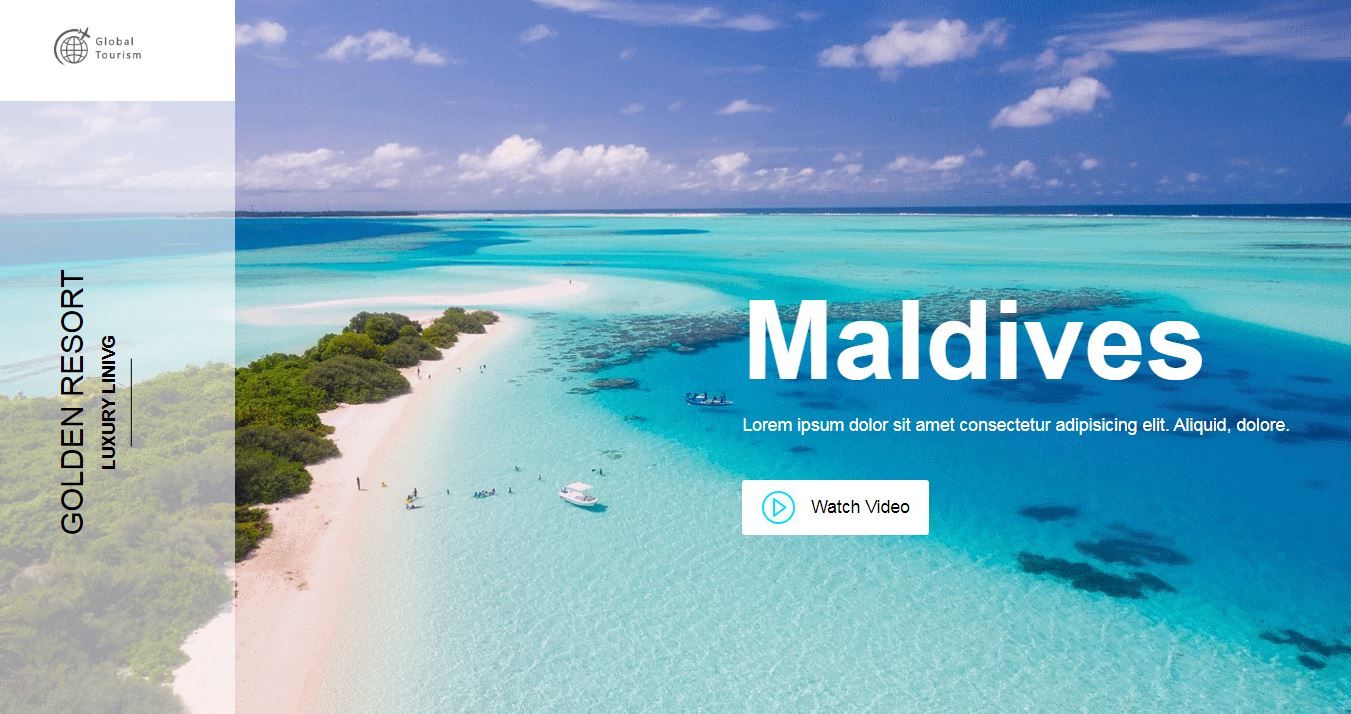 Global
Tourism
GOLDEN RESORT
LUXURY LINIVG
Maldives
Lorem ipsum dolor sit amet consectetur adipisicing elit. Aliquid, dolore.
Watch Video